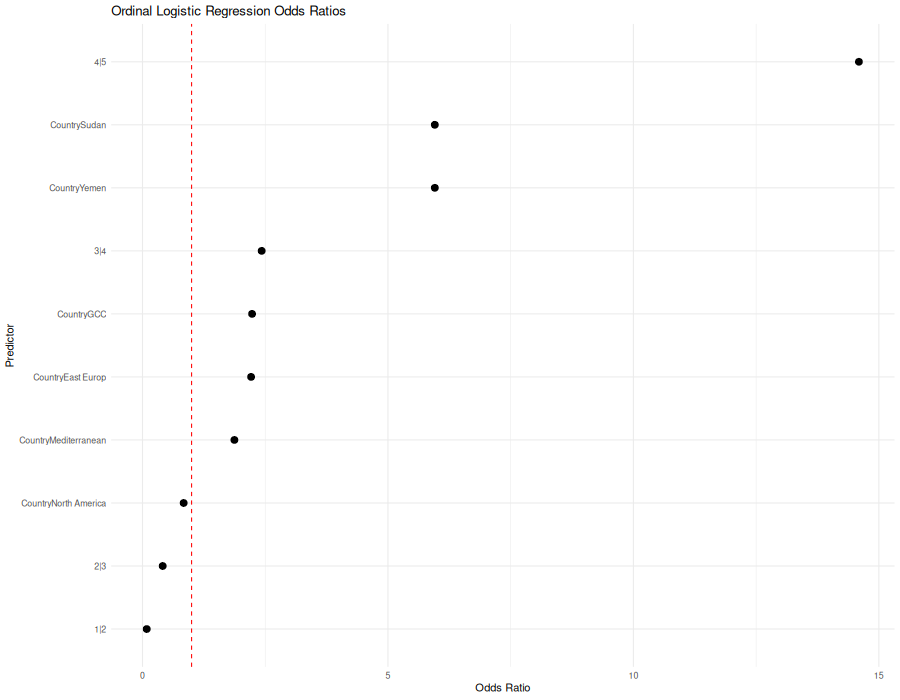 Ordinal Logistic Regression Odds Ratios
4|5
CountrySudan
CountryYemen
3|4
CountryGCC
CountryEast Europ
CountryMediterranean
CountryNorth America
2|3
1|2
Predictor
0
5
10
15
Odds Ratio